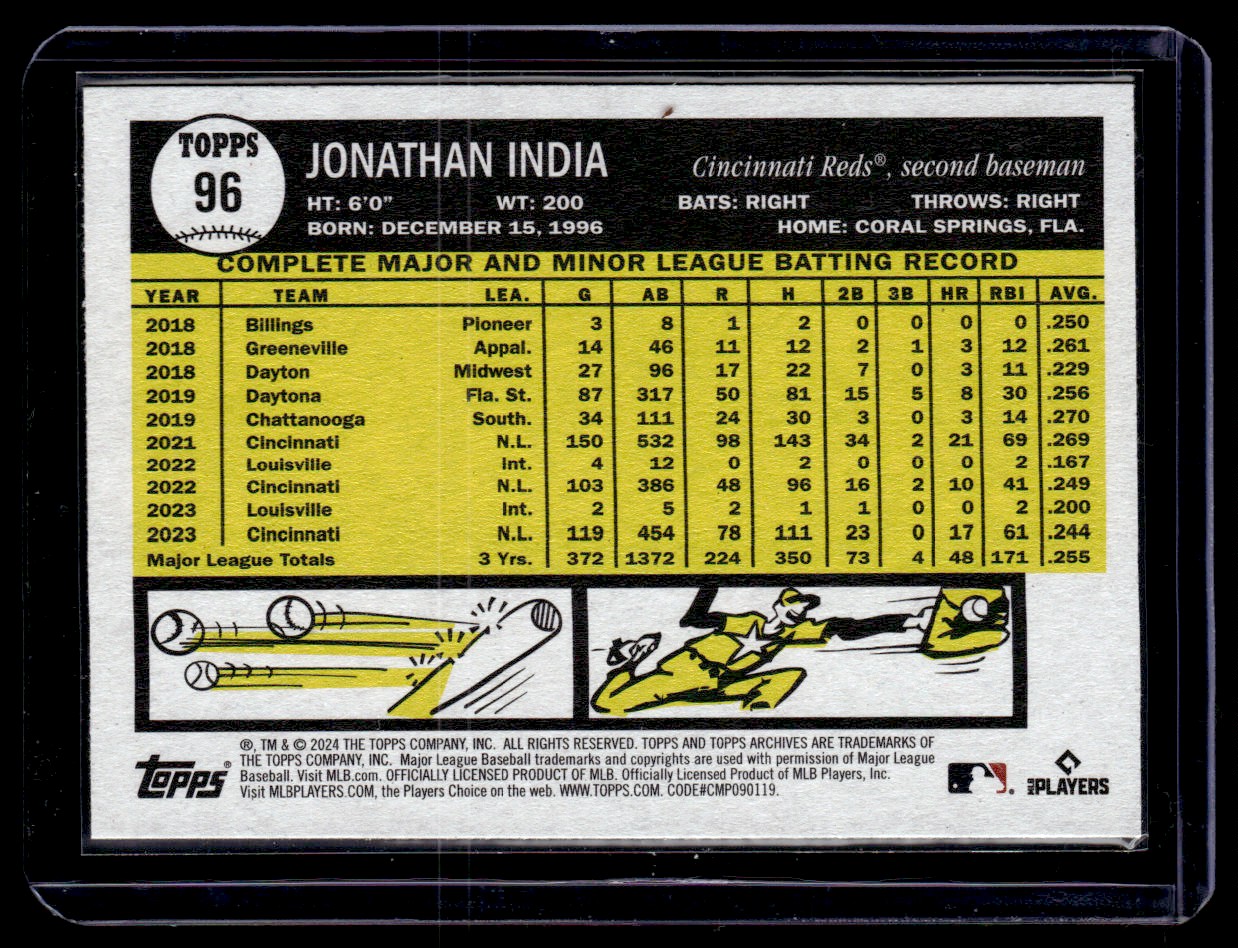 TOPPS
96
JONATHAN INDIA
Cincinnati Reds®, second baseman
HT: 6'0" WT: 200 BATS: RIGHT THROWS: RIGHT
BORN: DECEMBER 15, 1996 HOME: CORAL SPRINGS, FLA.
COMPLETE MAJOR AND MINOR LEAGUE BATTING RECORD
YEAR TEAM LEA. G AB R H 2B 3B HR RBI AVG.
2018 Billings Pioneer 3 8 1 2 0 0 0 0 .250
2018 Greeneville Appal. 14 46 11 12 2 1 3 12 .261
2018 Dayton Midwest 27 96 17 22 7 0 3 11 .229
2019 Daytona Fla. St. 87 317 50 81 15 5 8 30 .256
2019 Chattanooga South. 34 111 24 30 3 0 3 14 .270
2021 Cincinnati N.L. 150 532 98 143 34 2 21 69 .269
2022 Louisville Int. 4 12 0 2 0 0 0 2 .167
2022 Cincinnati N.L. 103 386 48 96 16 2 10 41 .249
2023 Louisville Int. 2 5 2 1 1 0 0 2 .200
2023 Cincinnati N.L. 119 454 78 111 23 0 17 61 .244
Major League Totals 3 Yrs. 372 1372 224 350 73 4 48 171 .255
®, TM & © 2024 THE TOPPS COMPANY, INC. ALL RIGHTS RESERVED. TOPPS AND TOPPS ARCHIVES ARE TRADEMARKS OF
THE TOPPS COMPANY, INC. Major League Baseball trademarks and copyrights are used with permission of Major League
Baseball. Visit MLB.com. OFFICIALLY LICENSED PRODUCT OF MLB. Officially Licensed Product of MLB Players, Inc.
Visit MLBPLAYERS.COM, the Players Choice on the web. WWW.TOPPS.COM. CODE#CMP090119.
Topps®
MLB PLAYERS